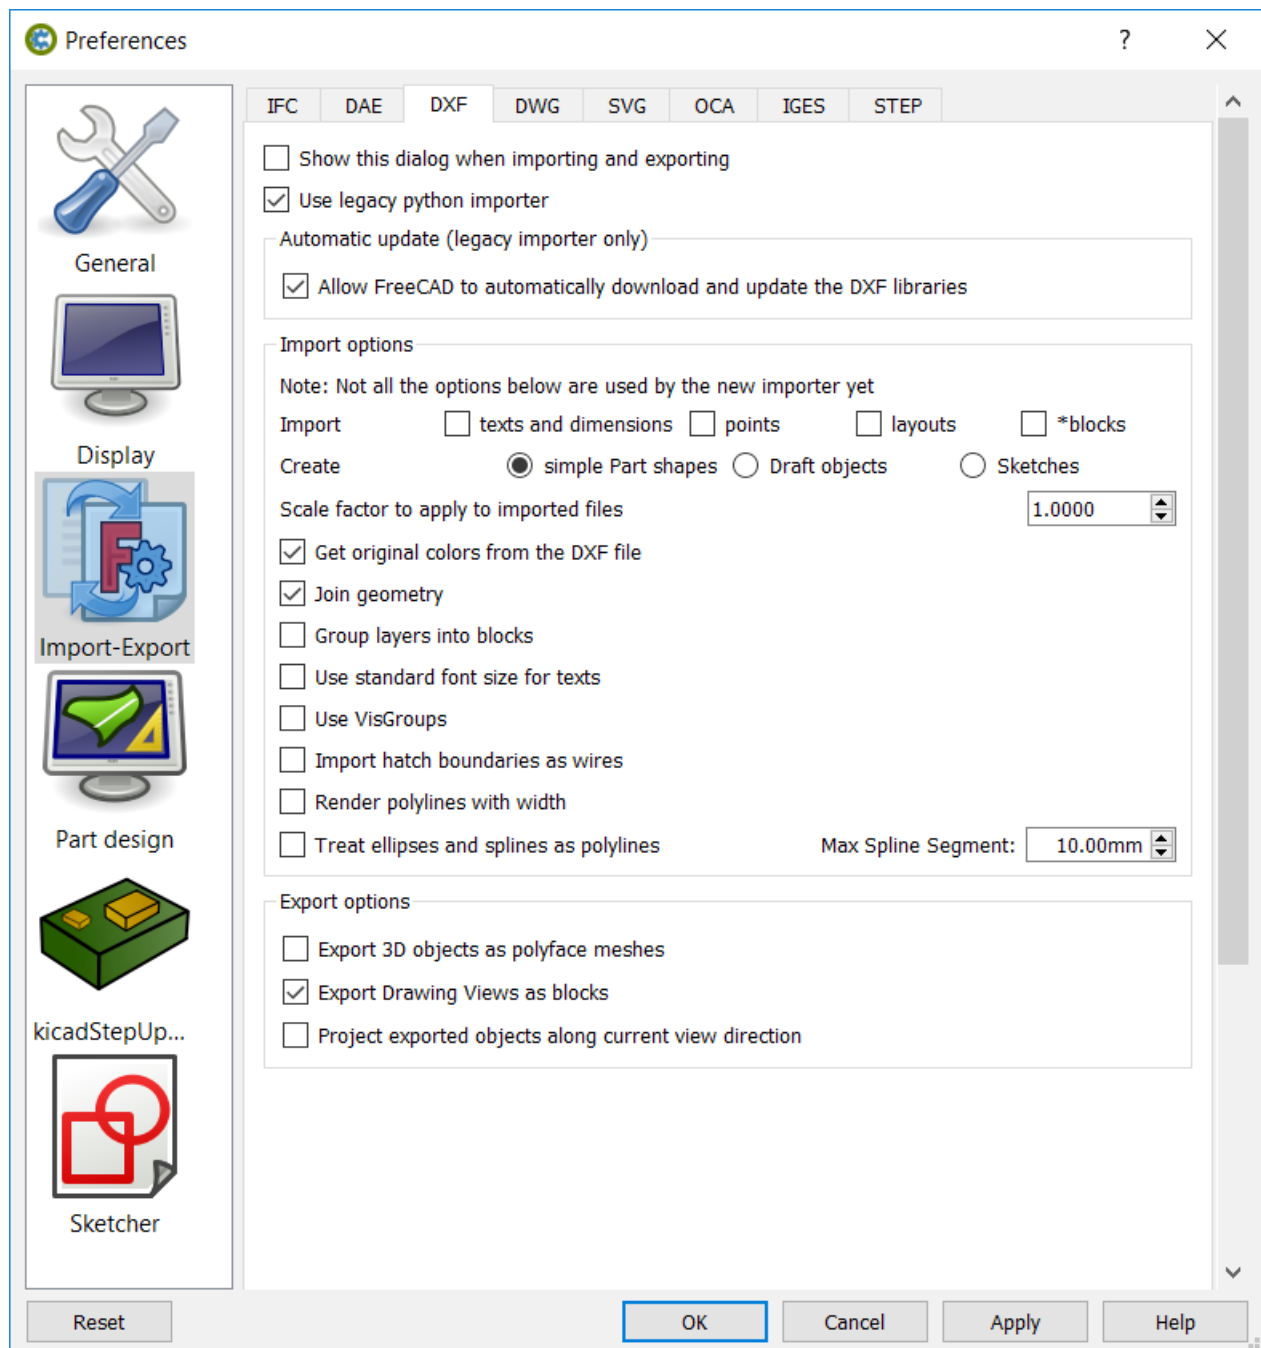 Preferences
?
General
Display
Import-Export
Part design
kicadStepUp...
Sketcher
IFC DAE DXF DWG SVG OCA IGES STEP
Show this dialog when importing and exporting
Use legacy python importer
Automatic update (legacy importer only)
Allow FreeCAD to automatically download and update the DXF libraries
Import options
Note: Not all the options below are used by the new importer yet
Import texts and dimensions points layouts *blocks
Create simple Part shapes Draft objects Sketches
Scale factor to apply to imported files 1.0000
Get original colors from the DXF file
Join geometry
Group layers into blocks
Use standard font size for texts
Use VisGroups
Import hatch boundaries as wires
Render polylines with width
Treat ellipses and splines as polylines Max Spline Segment: 10.00mm
Export options
Export 3D objects as polyface meshes
Export Drawing Views as blocks
Project exported objects along current view direction
Reset OK Cancel Apply Help